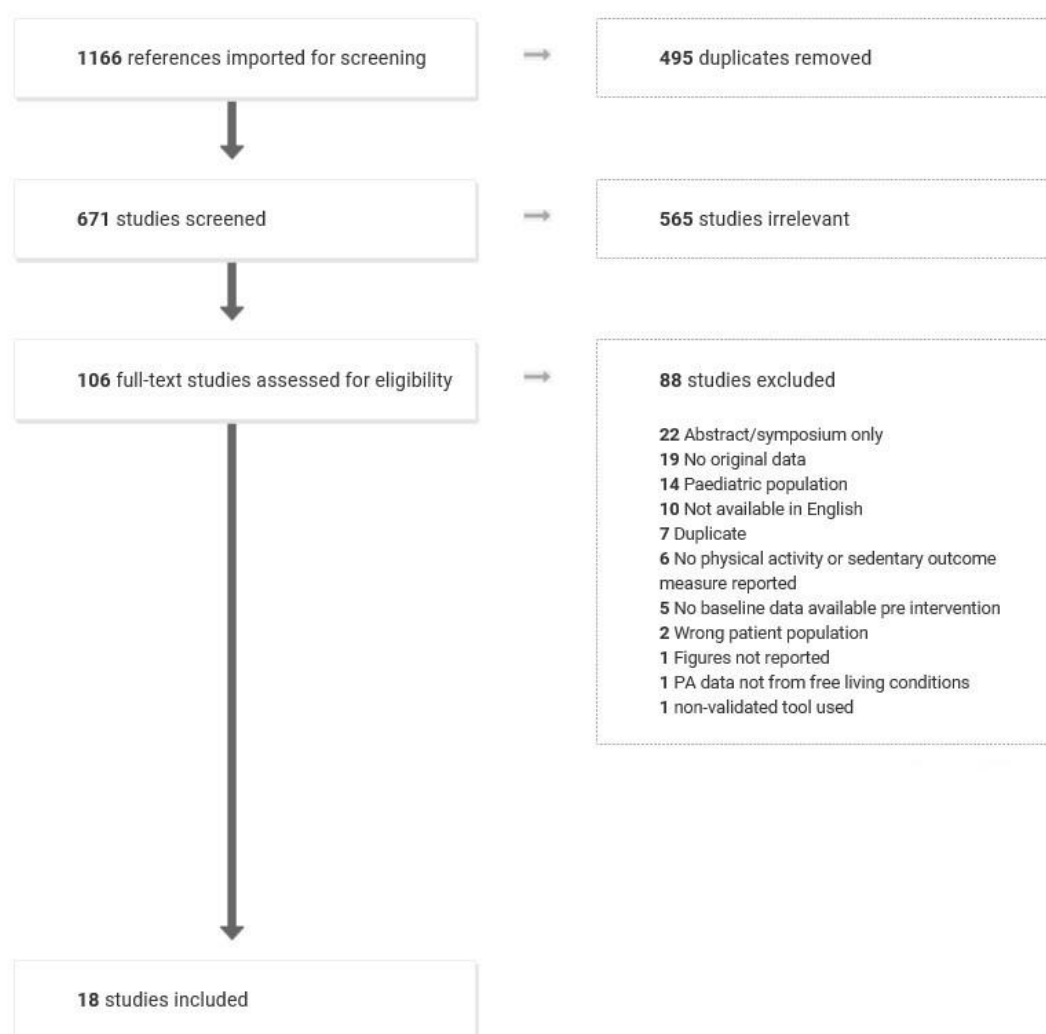 1166 references imported for screening
495 duplicates removed
671 studies screened
565 studies irrelevant
106 full-text studies assessed for eligibility
88 studies excluded
22 Abstract/symposium only
19 No original data
14 Paediatric population
10 Not available in English
7 Duplicate
6 No physical activity or sedentary outcome
measure reported
5 No baseline data available pre intervention
2 Wrong patient population
1 Figures not reported
1 PA data not from free living conditions
1 non-validated tool used
18 studies included